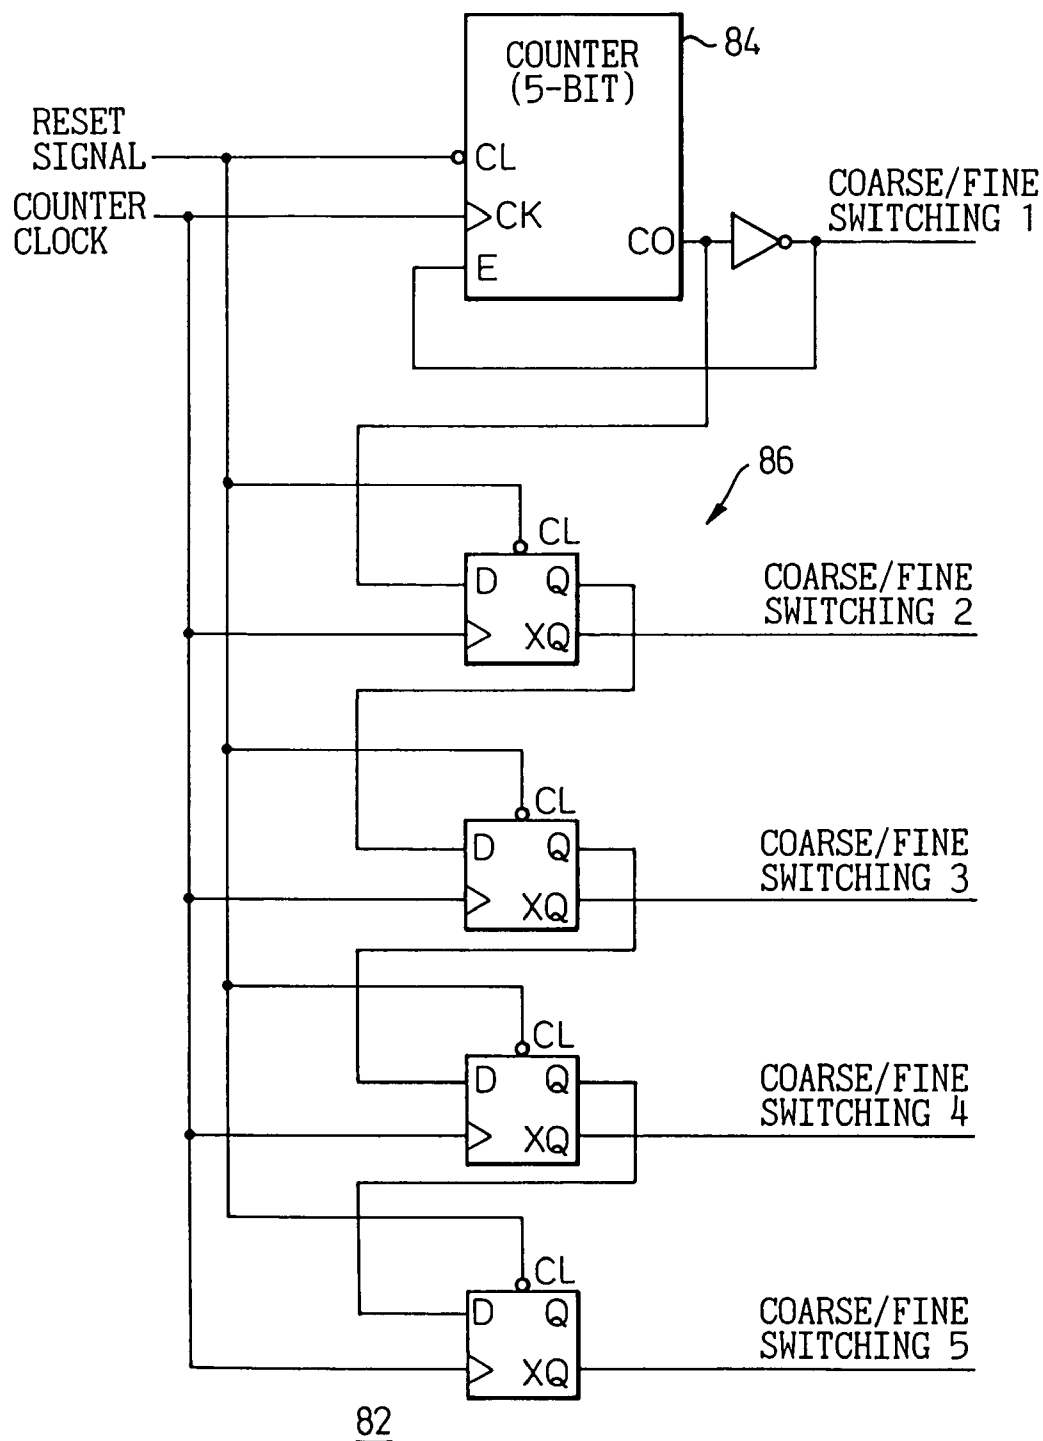 COUNTER
(5-BIT)
84
RESET
SIGNAL
CL
COUNTER
CLOCK
CK
COARSE/FINE
SWITCHING 1
CO
E
86
CL
D
Q
COARSE/FINE
SWITCHING 2
XQ
CL
D
Q
COARSE/FINE
SWITCHING 3
XQ
CL
D
Q
COARSE/FINE
SWITCHING 4
XQ
CL
D
Q
COARSE/FINE
SWITCHING 5
XQ
82